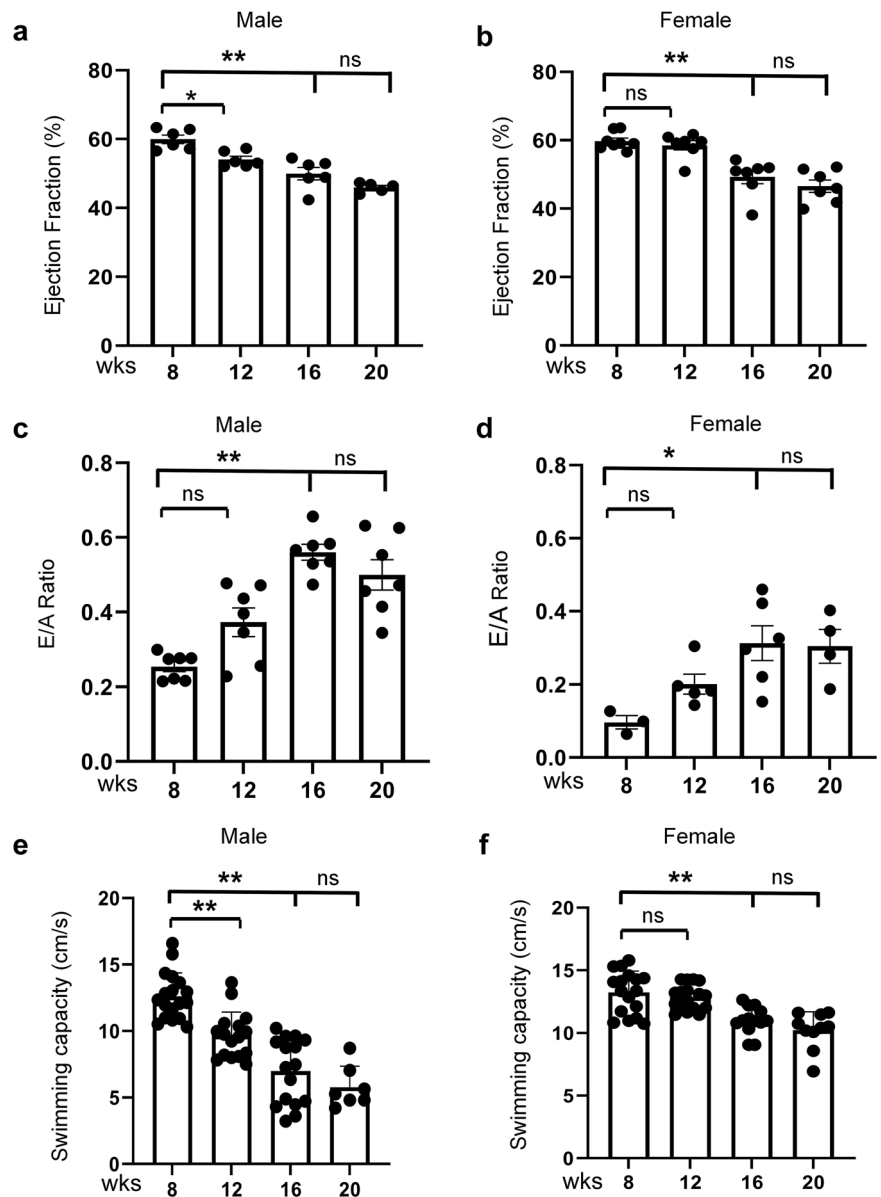 a
Male
**
ns
*
Ejection Fraction (%)
80
60
40
20
0
wks
8 12 16 20
b
Female
**
ns
ns
Ejection Fraction (%)
80
60
40
20
0
wks
8 12 16 20
c
Male
**
ns
ns
E/A Ratio
0.8
0.6
0.4
0.2
0.0
wks
8 12 16 20
d
Female
*
ns
ns
E/A Ratio
0.8
0.6
0.4
0.2
0.0
wks
8 12 16 20
e
Male
**
ns
**
Swimming capacity (cm/s)
20
15
10
5
0
wks
8 12 16 20
f
Female
**
ns
ns
Swimming capacity (cm/s)
20
15
10
5
0
wks
8 12 16 20